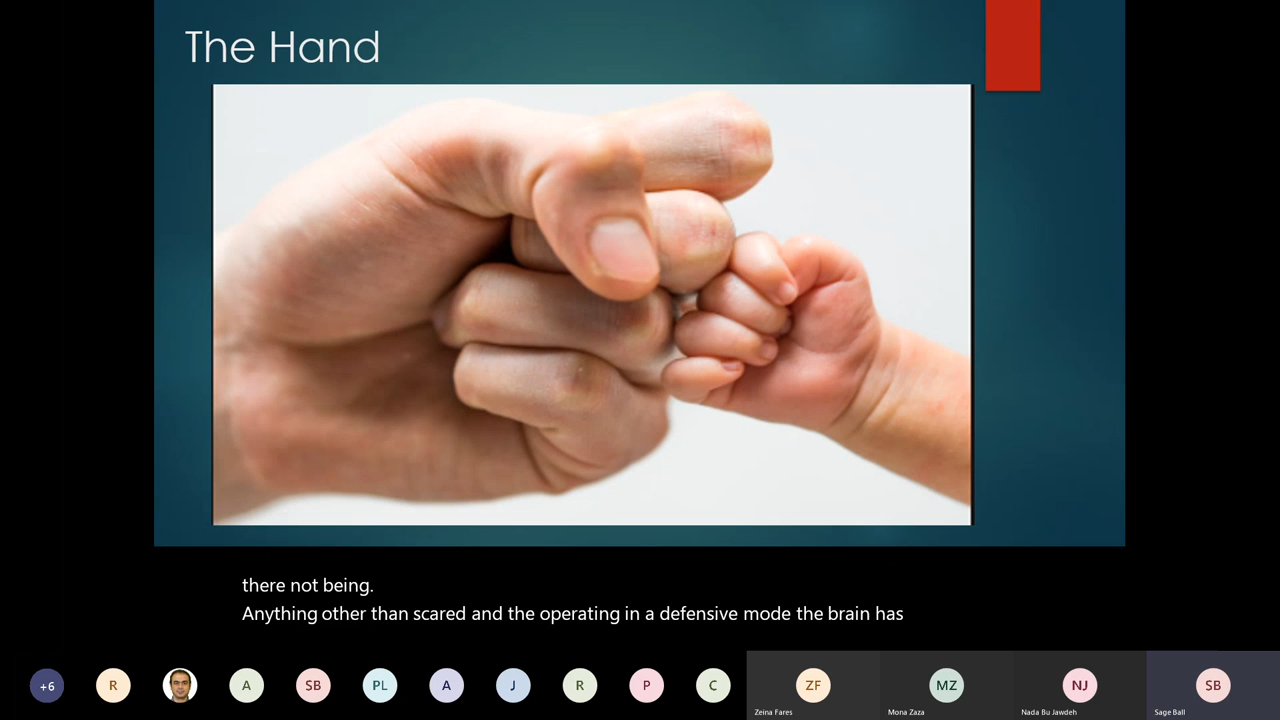 The Hand
there not being.
Anything other than scared and the operating in a defensive mode the brain has
+6
R
A
SB
PL
A
J
R
P
C
ZF
MZ
NJ
SB
Zeina Fares
Mona Zaza
Nada Bu Jawdeh
Sage Ball